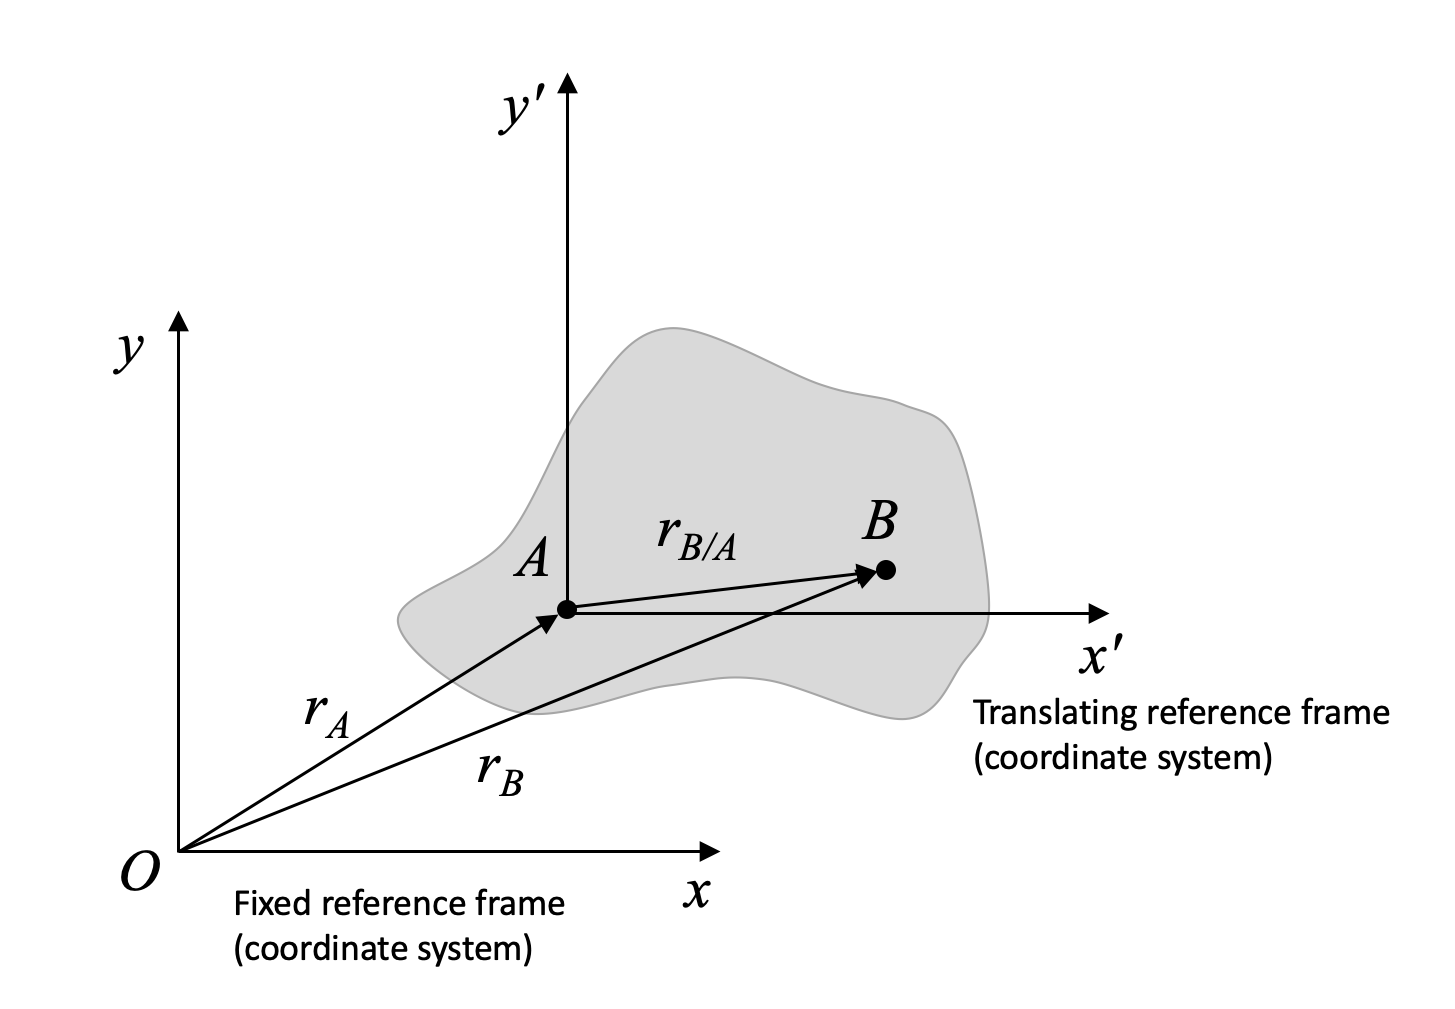 y′
y
B
r_{B/A}
A
x′
Translating reference frame
(coordinate system)
r_A
r_B
O
x
Fixed reference frame
(coordinate system)